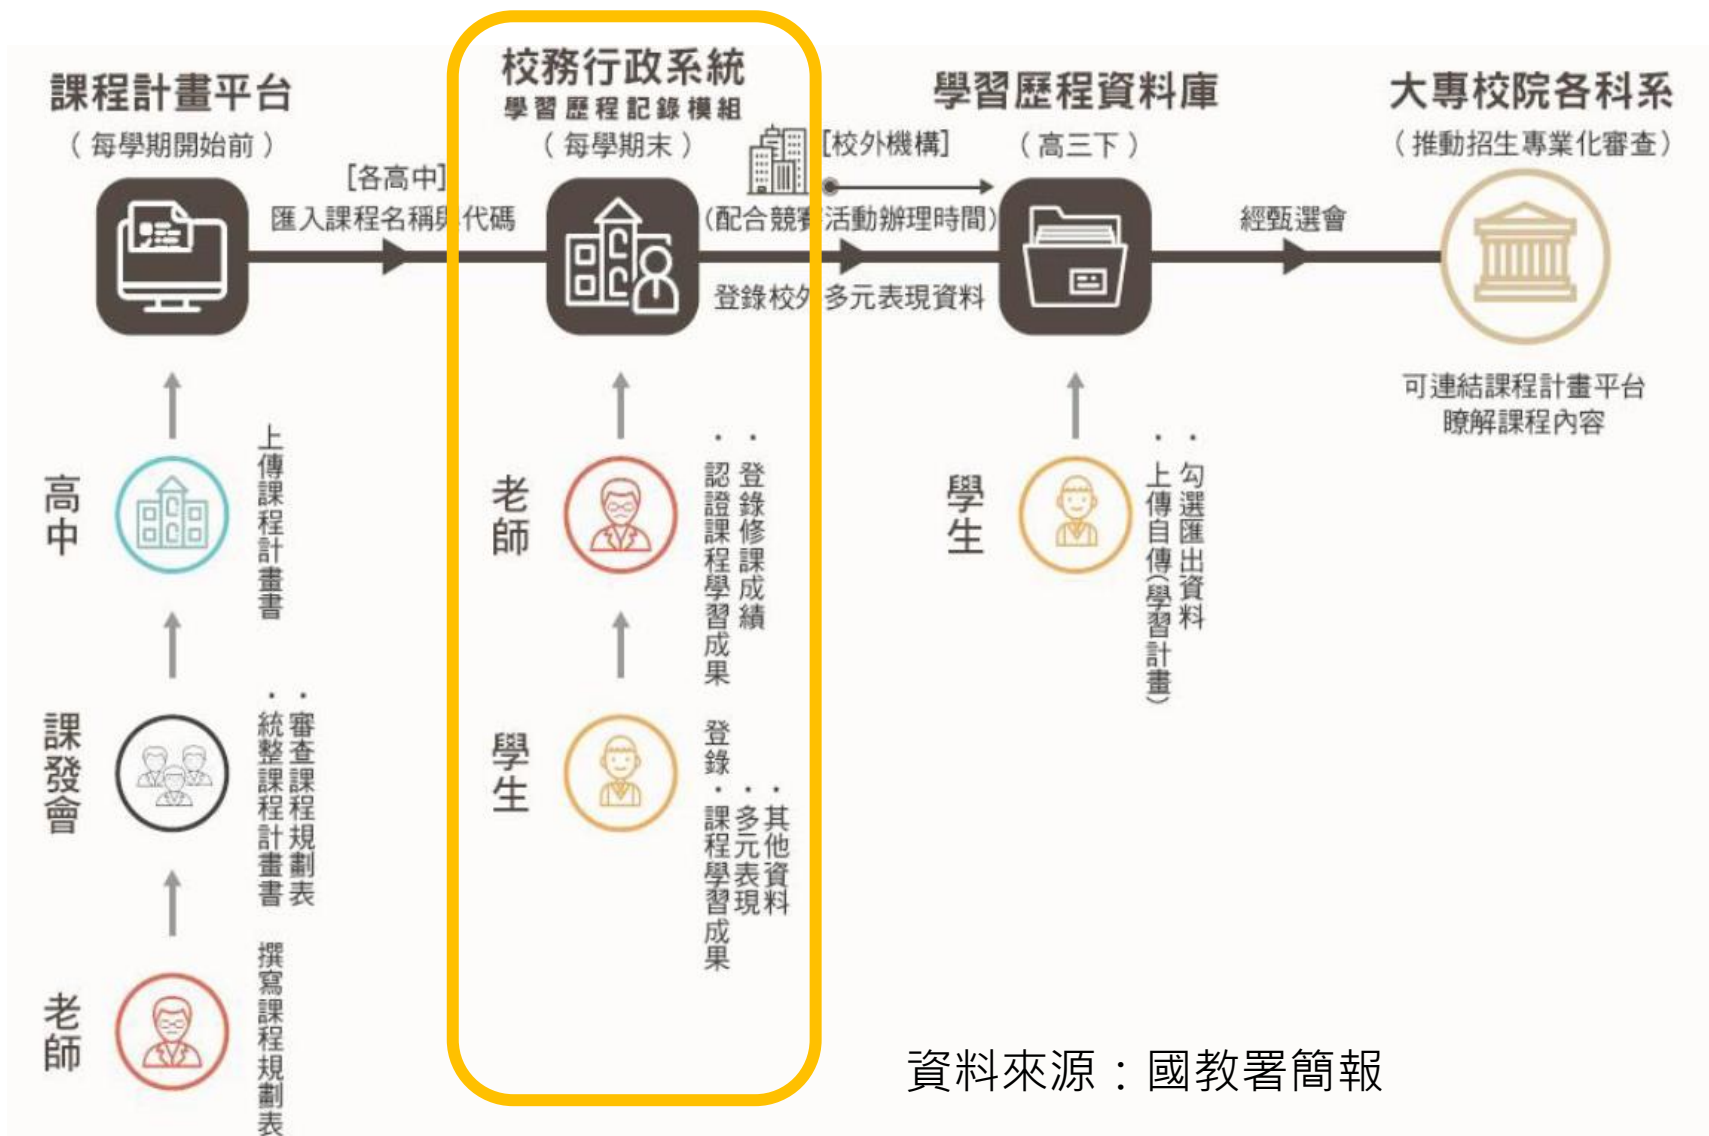 課程計畫平台
（每學期開始前）
[各高中]
匯入課程名稱與代碼
校務行政系統
學習歷程記錄模組
（每學期末）
[校外機構]
（配合競賽活動辦理時間）
登錄校外多元表現資料
學習歷程資料庫
（高三下）
經甄選會
大專校院各科系
（推動招生專業化審查）
可連結課程計畫平台
瞭解課程內容
高中
上傳課程計畫書
課發會
・審查課程規劃表
・統整課程計畫書
老師
撰寫課程規劃表
老師
・登錄修課成績
・認證課程學習成果
學生
登錄
・其他資料
・多元表現
・課程學習成果
學生
・勾選匯出資料
・上傳自傳(學習計畫)
資料來源：國教署簡報